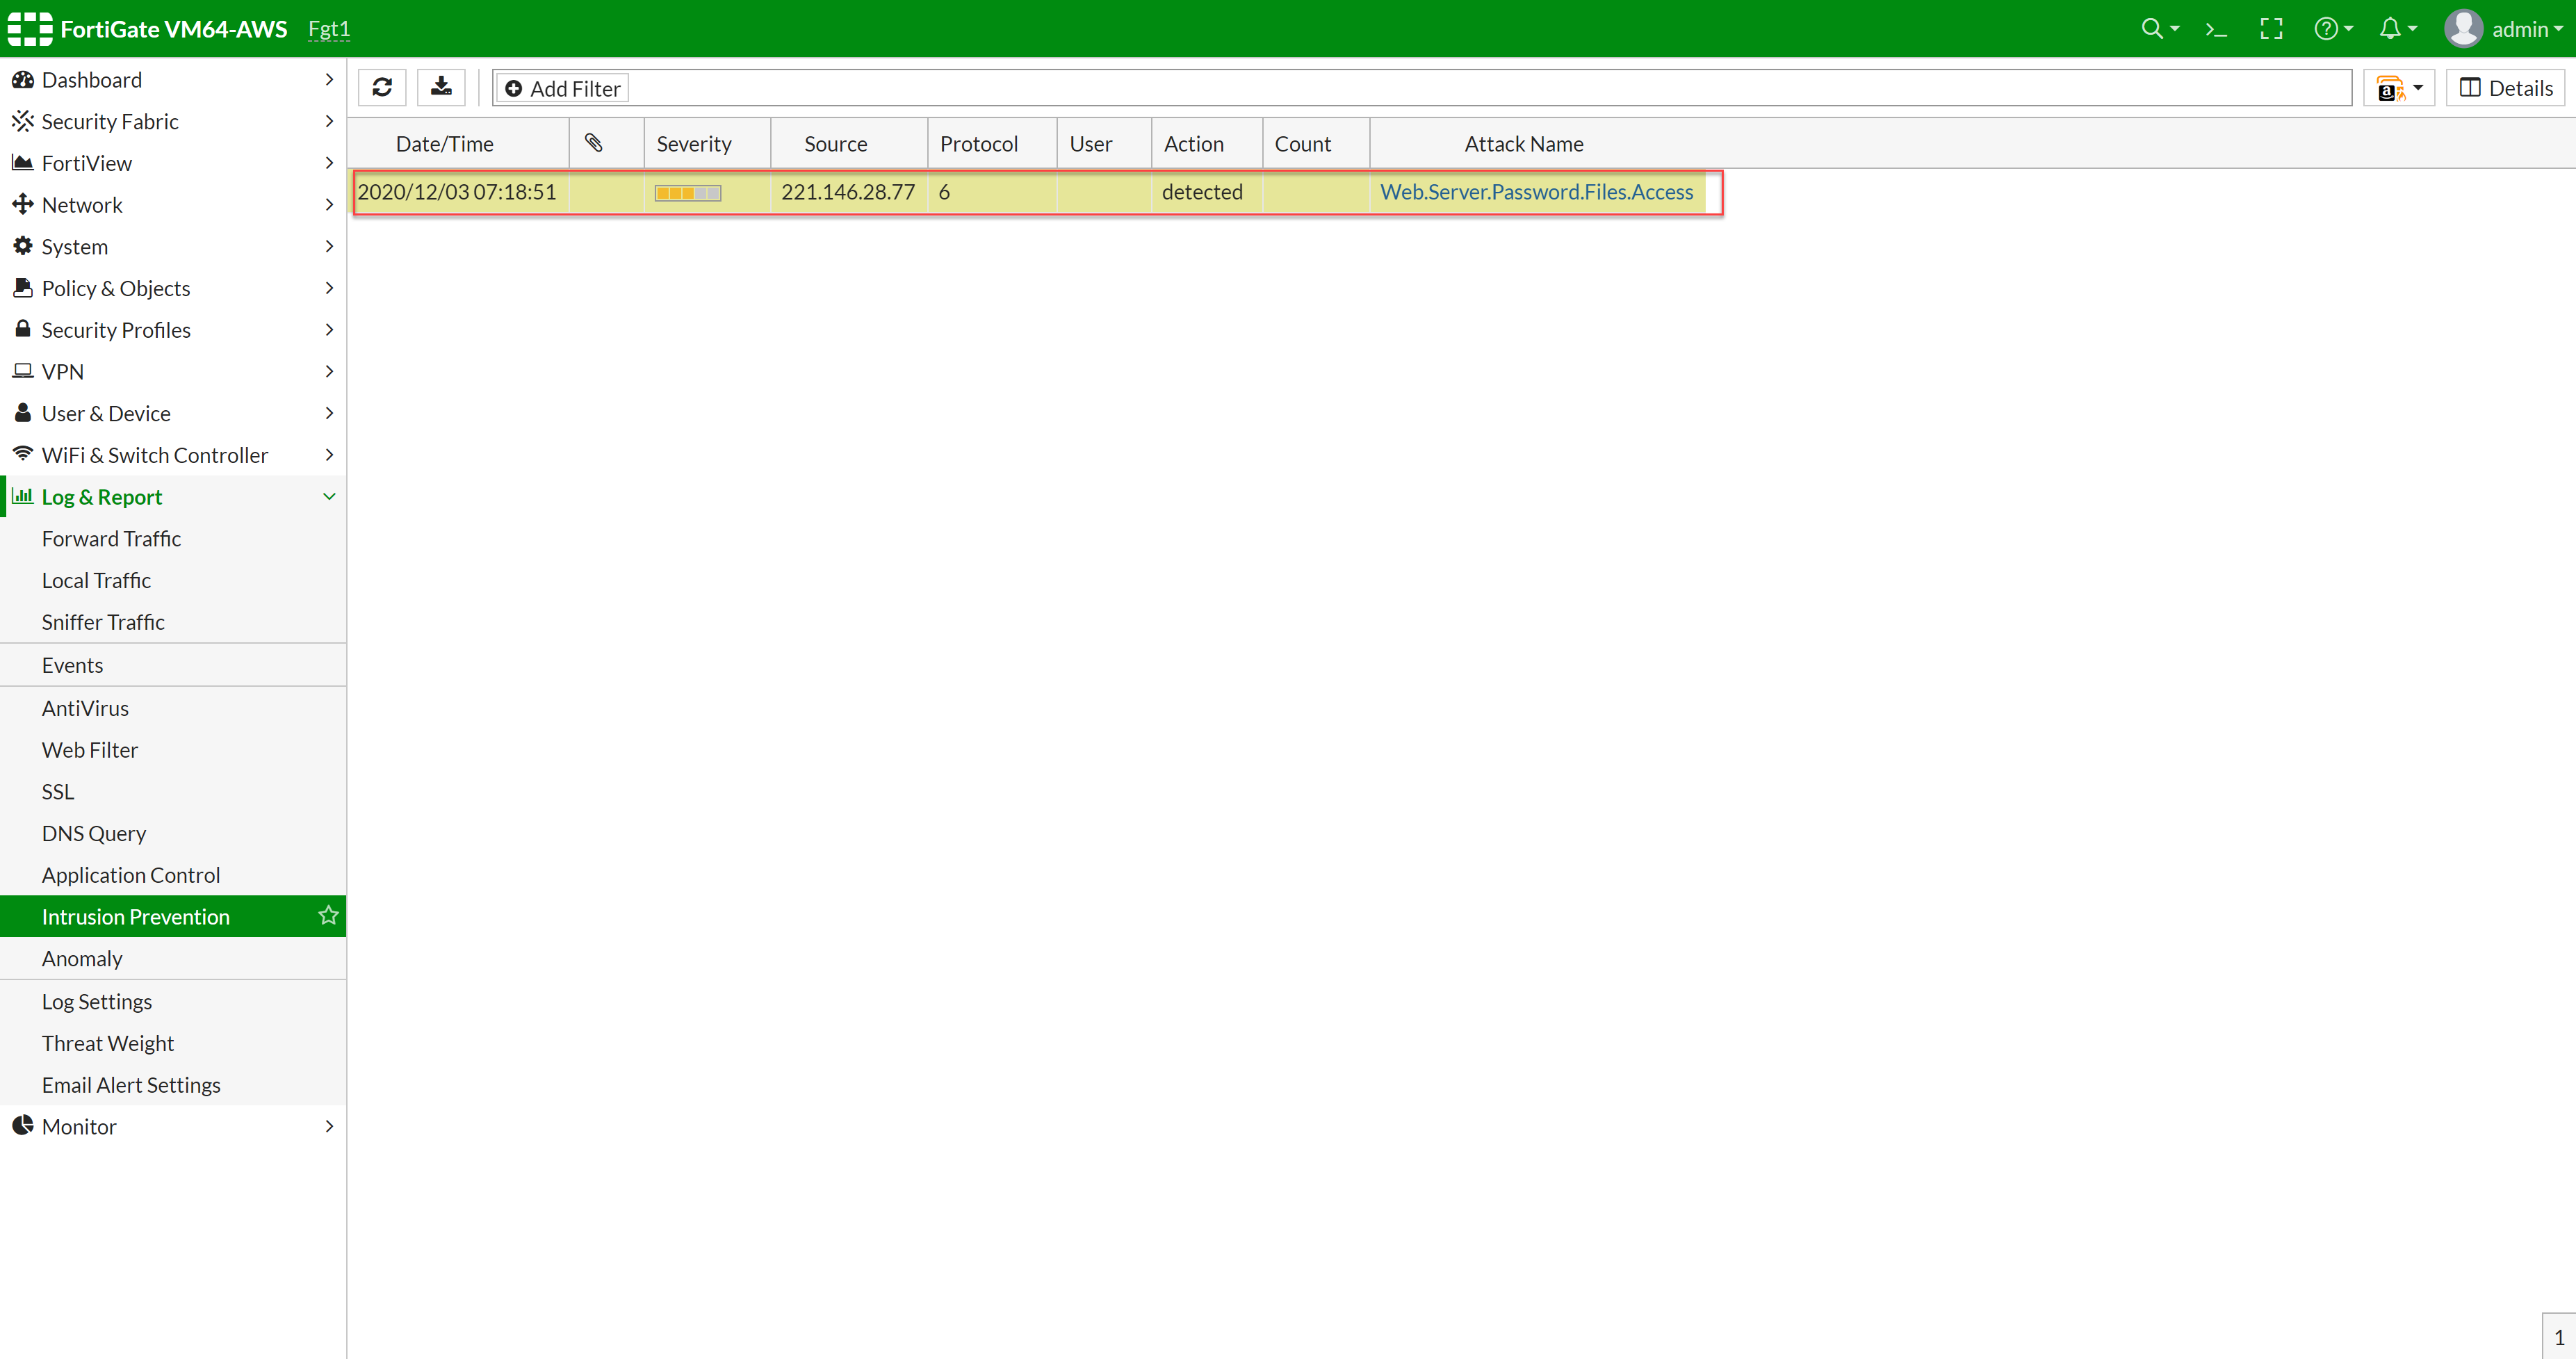 FortiGate VM64-AWS Fgt1 admin
Dashboard
Security Fabric
FortiView
Network
System
Policy & Objects
Security Profiles
VPN
User & Device
WiFi & Switch Controller
Log & Report
Forward Traffic
Local Traffic
Sniffer Traffic
Events
AntiVirus
Web Filter
SSL
DNS Query
Application Control
Intrusion Prevention
Anomaly
Log Settings
Threat Weight
Email Alert Settings
Monitor
Add Filter Details
Date/Time Severity Source Protocol User Action Count Attack Name
2020/12/03 07:18:51 221.146.28.77 6 detected Web.Server.Password.Files.Access
1